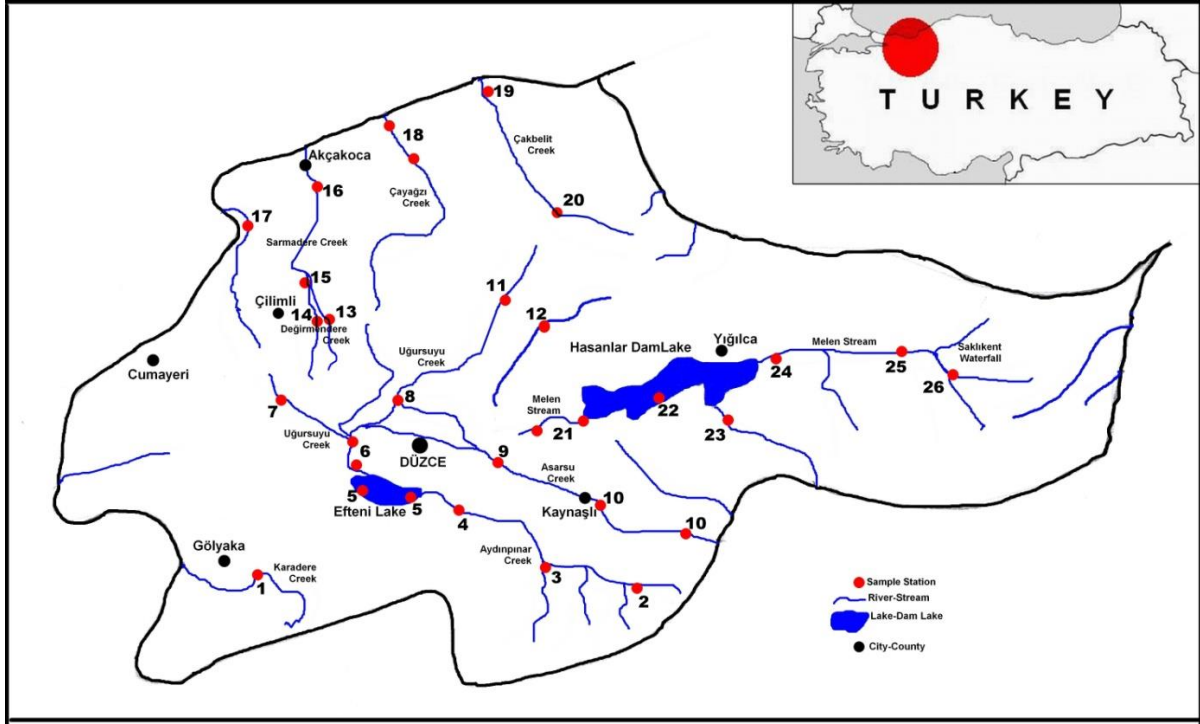 TURKEY
19
18
Çakbelit
Creek
Akçakoca
16
Çayağzı
Creek
20
17
Sarmadere Creek
15
11
Çilimli
14
13
Değirmendere
Creek
12
Hasanlar DamLake
Yığılca
Melen Stream
Saklıkent
Waterfall
Uğursuyu
Creek
24
25
26
Cumayeri
7
8
Melen
Stream
22
21
23
Uğursuyu
Creek
6
DÜZCE
9
Asarsu
Creek
5
5
Efteni Lake
4
Kaynaşlı
10
10
Gölyaka
Aydınpınar
Creek
Karadere
Creek
1
3
2
Sample Station
River-Stream
Lake-Dam Lake
City-County